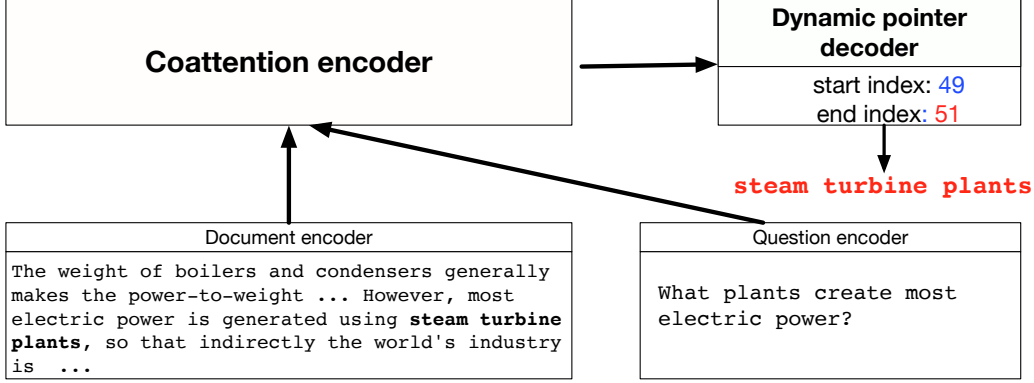 Coattention encoder
Dynamic pointer
decoder
start index: 49
end index: 51
steam turbine plants
Document encoder
The weight of boilers and condensers generally
makes the power-to-weight ... However, most
electric power is generated using steam turbine
plants, so that indirectly the world's industry
is ...
Question encoder
What plants create most
electric power?